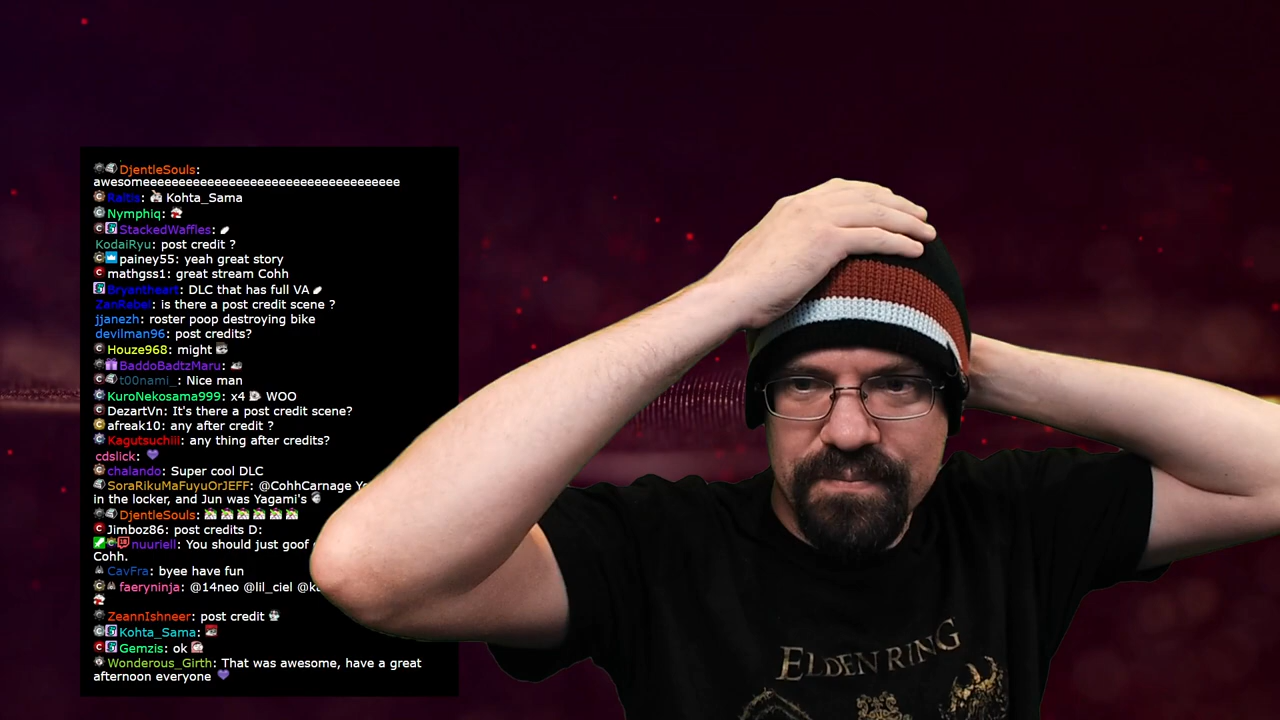 DjentleSouls:
awesomeeeeeeeeeeeeeeeeeeeeeeeeeeeeeeeeeeee
Raltis: Kohta_Sama
Nymphiq:
StackedWaffles:
KodaiRyu: post credit ?
painey55: yeah great story
mathgss1: great stream Cohh
Bryantheart: DLC that has full VA
ZanRebel: is there a post credit scene ?
jjanezh: roster poop destroying bike
devilman96: post credits?
Houze968: might
BaddoBadtzMaru:
t00nami_: Nice man
KuroNekosama999: x4 WOO
DezartVn: It's there a post credit scene?
afreak10: any after credit ?
Kagutsuchiii: any thing after credits?
cdslick:
chalando: Super cool DLC
SoraRikuMaFuyuOrJEFF: @CohhCarnage
in the locker, and Jun was Yagami's
DjentleSouls:
Jimboz86: post credits D:
nuuriell: You should just goof
Cohh.
CavFra: byee have fun
faeryninja: @14neo @lil_ciel
ZeannIshneer: post credit
Kohta_Sama:
Gemzis: ok
Wonderous_Girth: That was awesome, have a great
afternoon everyone
ELDEN RING